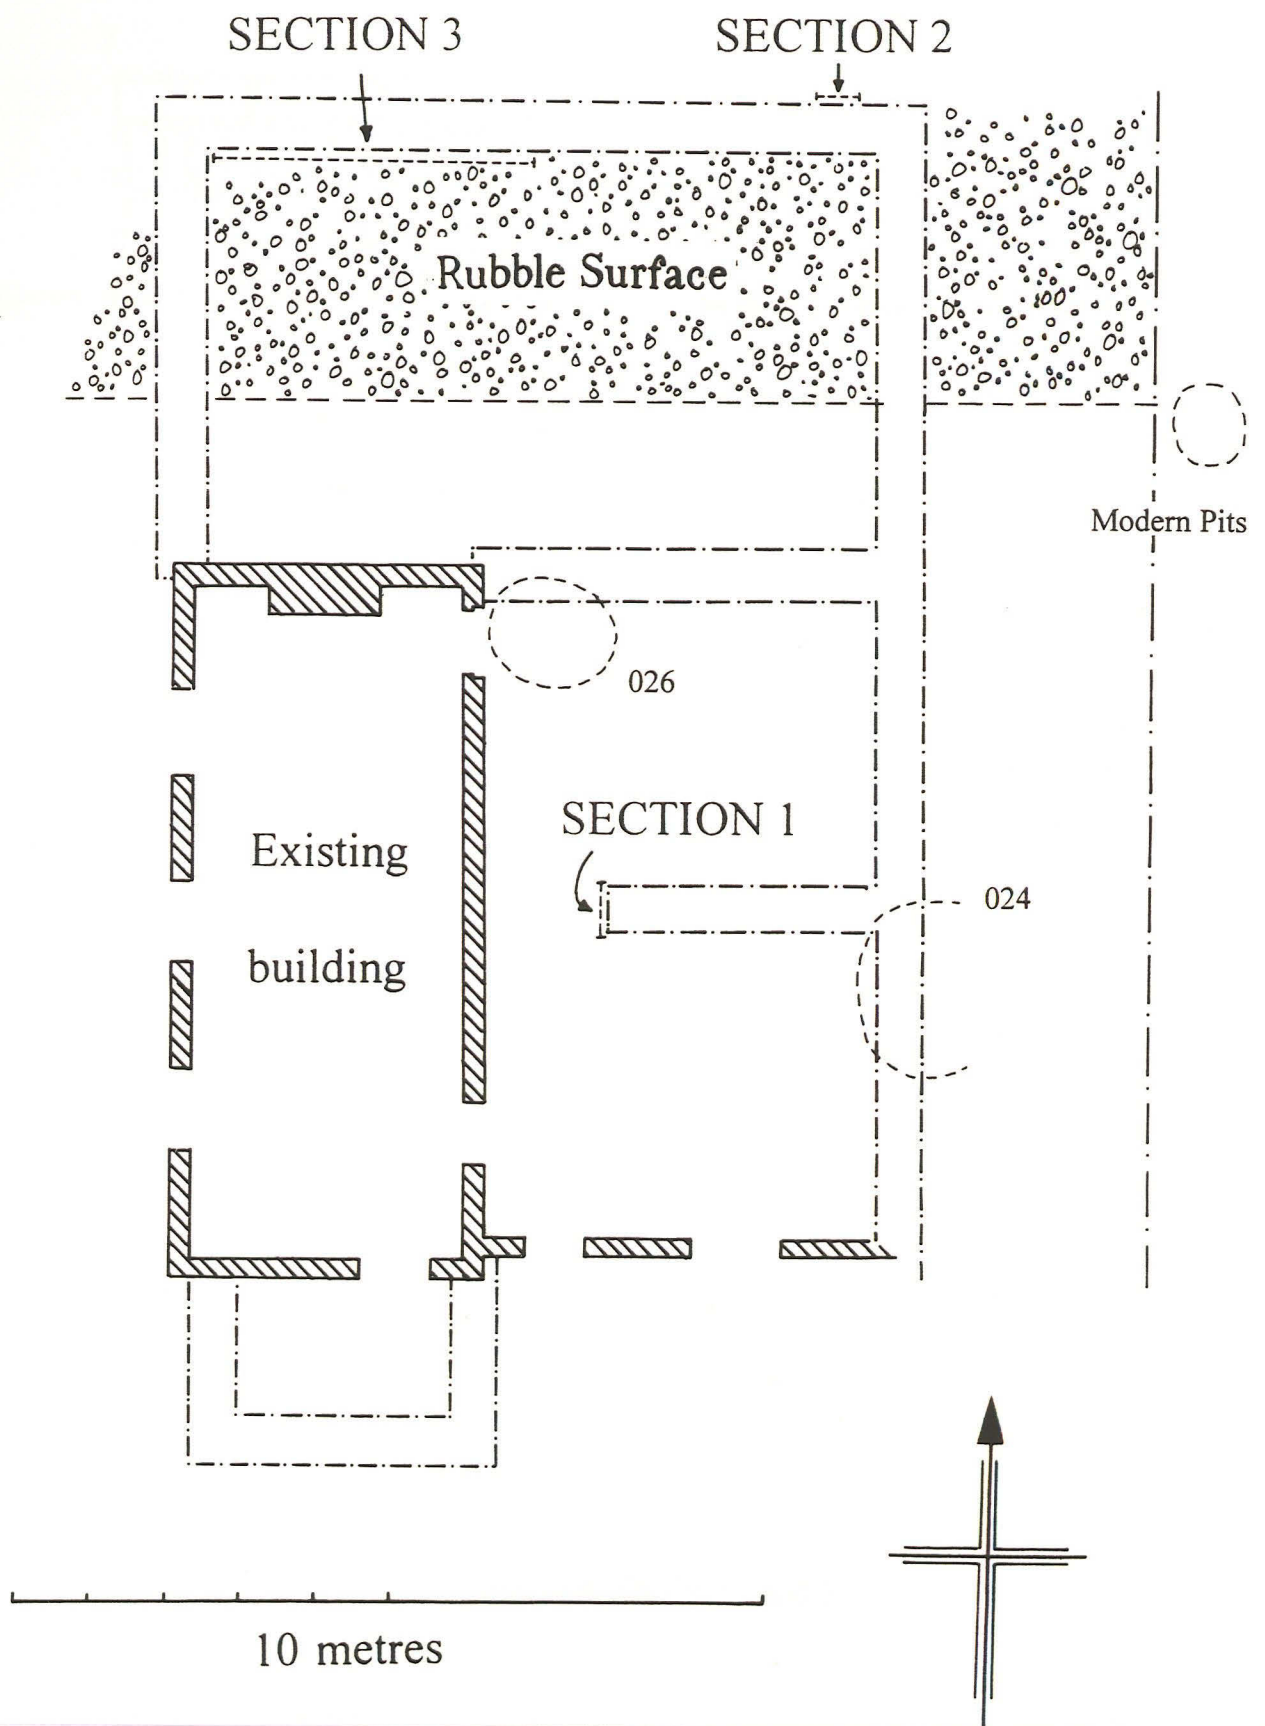 SECTION 3
SECTION 2
Rubble Surface
Modern Pits
026
SECTION 1
Existing
building
024
10 metres